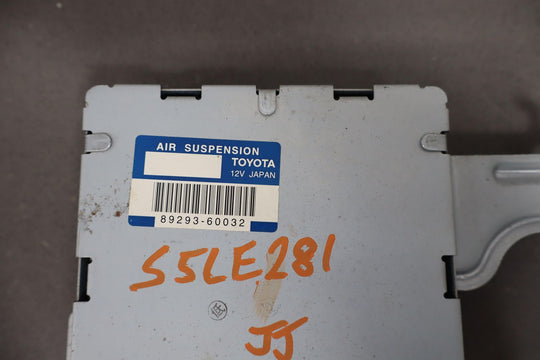 AIR SUSPENSION
TOYOTA
12V JAPAN
89293-60032
S5LE281
JJ